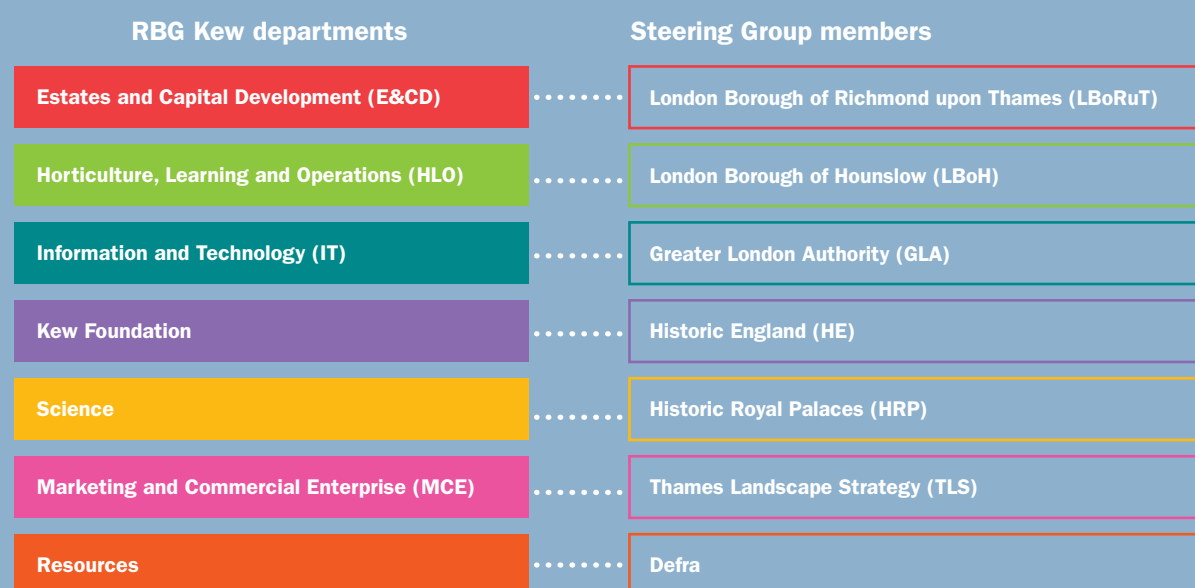 RBG Kew departments
Steering Group members
Estates and Capital Development (E&CD)
London Borough of Richmond upon Thames (LBoRuT)
Horticulture, Learning and Operations (HLO)
London Borough of Hounslow (LBoH)
Information and Technology (IT)
Greater London Authority (GLA)
Kew Foundation
Historic England (HE)
Science
Historic Royal Palaces (HRP)
Marketing and Commercial Enterprise (MCE)
Thames Landscape Strategy (TLS)
Resources
Defra